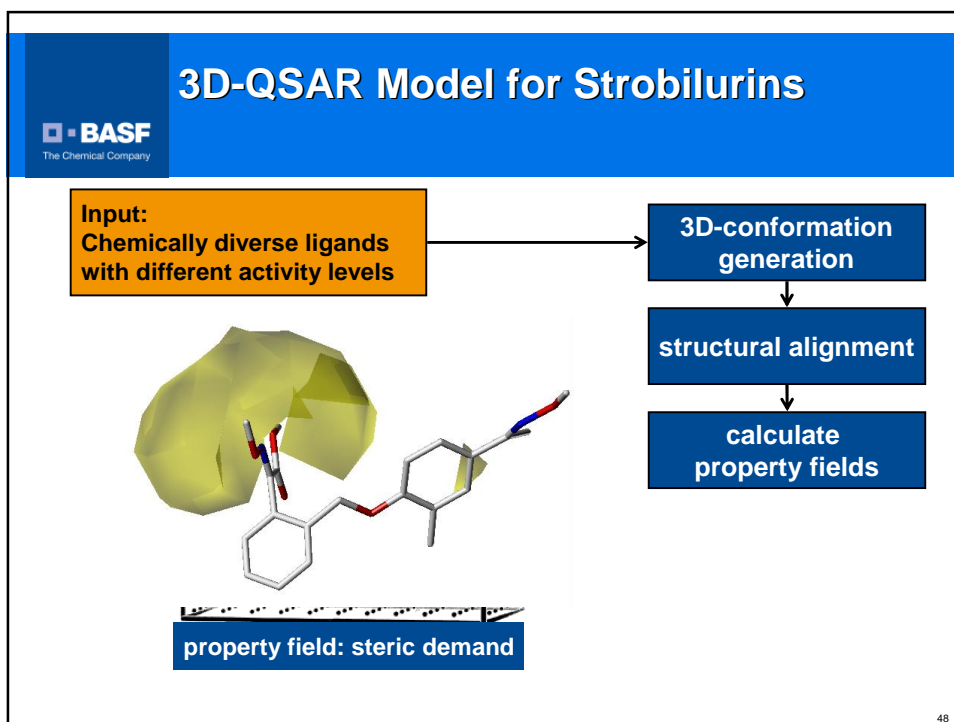 3D-QSAR Model for Strobilurins
BASF
The Chemical Company
Input:
Chemically diverse ligands
with different activity levels
3D-conformation
generation
structural alignment
calculate
property fields
property field: steric demand
48